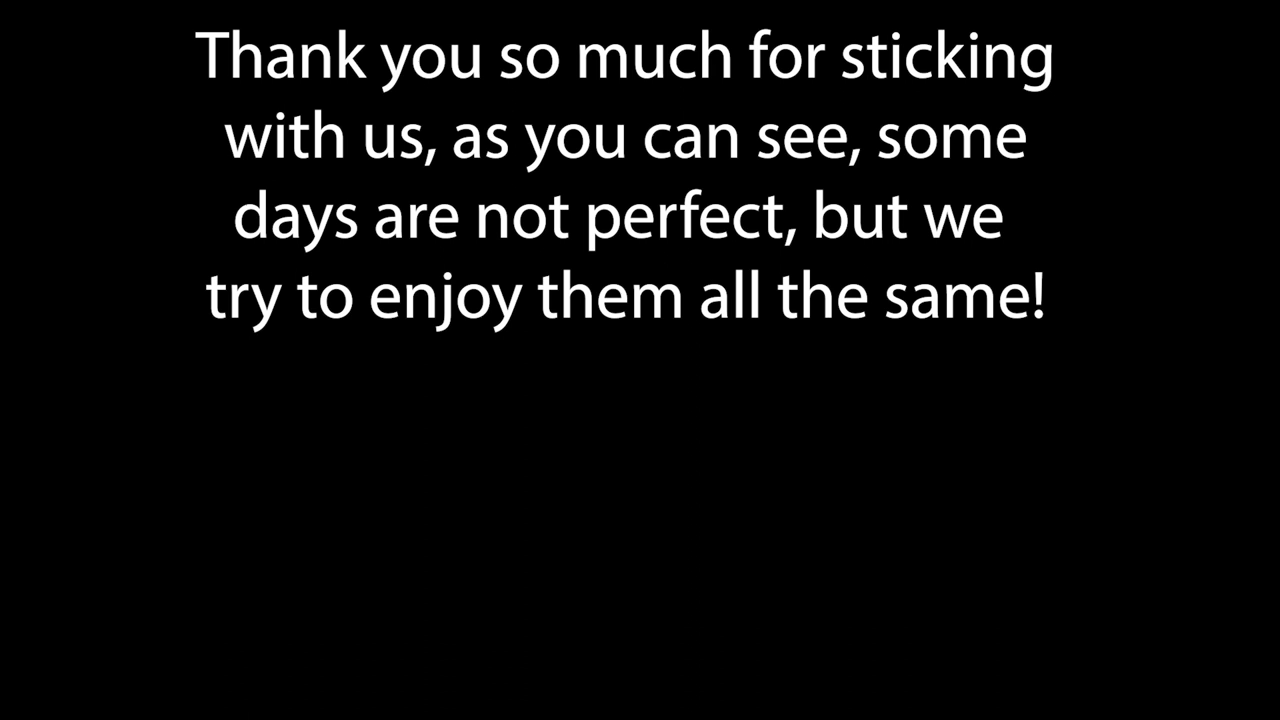 Thank you so much for sticking
with us, as you can see, some
days are not perfect, but we
try to enjoy them all the same!